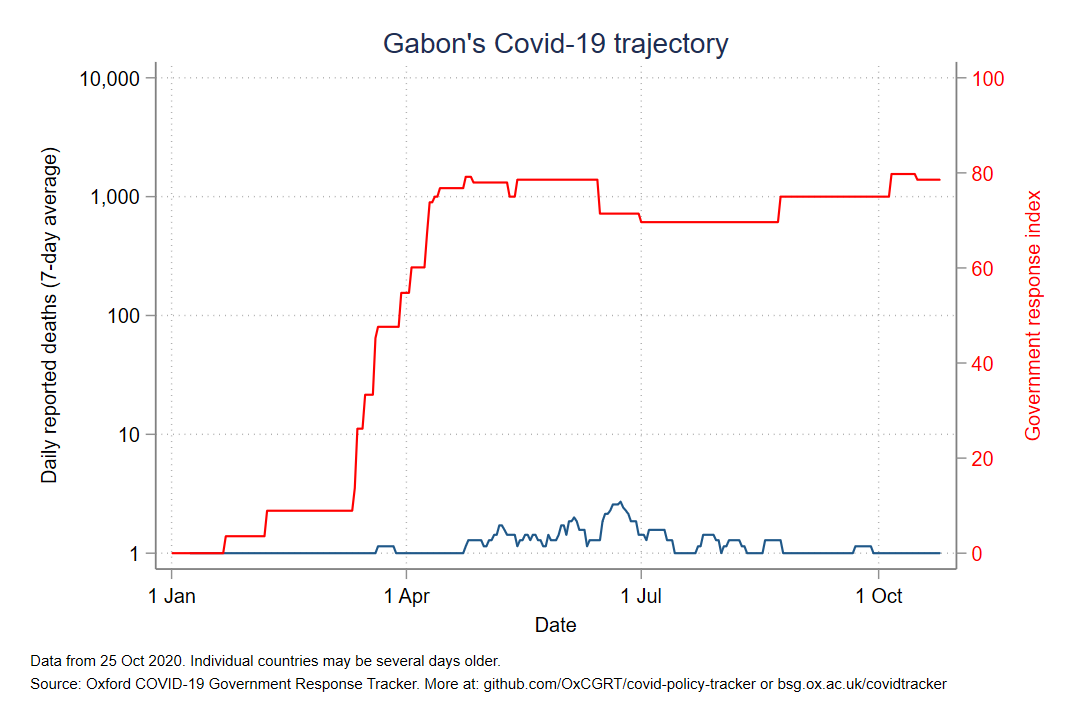 Gabon's Covid-19 trajectory
10,000
1,000
100
10
1
Daily reported deaths (7-day average)
100
80
60
40
20
0
Government response index
1 Jan
1 Apr
1 Jul
1 Oct
Date
Data from 25 Oct 2020. Individual countries may be several days older.
Source: Oxford COVID-19 Government Response Tracker. More at: github.com/OxCGRT/covid-policy-tracker or bsg.ox.ac.uk/covidtracker